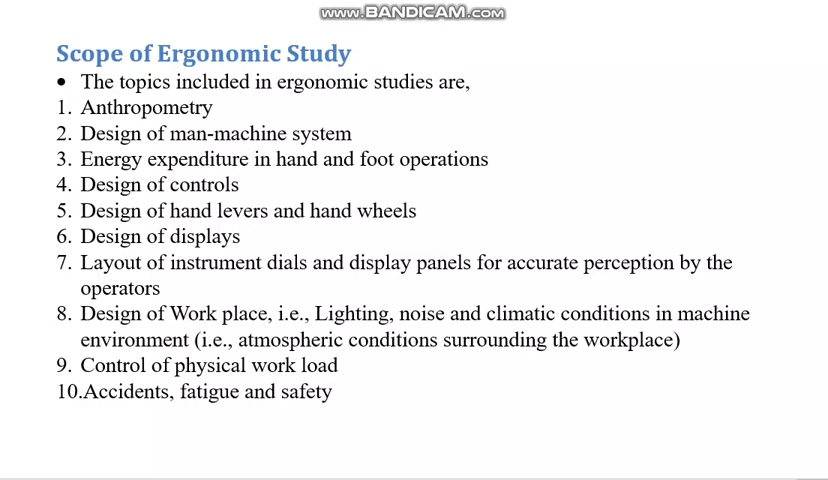 www.BANDICAM.com
Scope of Ergonomic Study
• The topics included in ergonomic studies are,
1. Anthropometry
2. Design of man-machine system
3. Energy expenditure in hand and foot operations
4. Design of controls
5. Design of hand levers and hand wheels
6. Design of displays
7. Layout of instrument dials and display panels for accurate perception by the
operators
8. Design of Work place, i.e., Lighting, noise and climatic conditions in machine
environment (i.e., atmospheric conditions surrounding the workplace)
9. Control of physical work load
10.Accidents, fatigue and safety